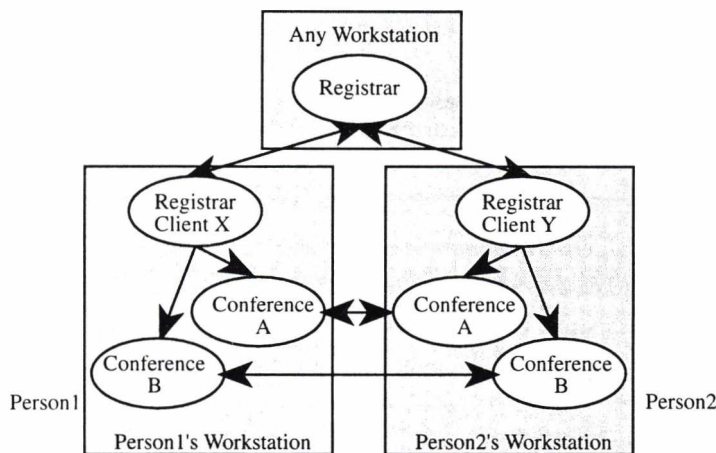 Any Workstation
Registrar
Registrar
Client X
Registrar
Client Y
Conference
A
Conference
A
Conference
B
Conference
B
Person1
Person2
Person1's Workstation
Person2's Workstation